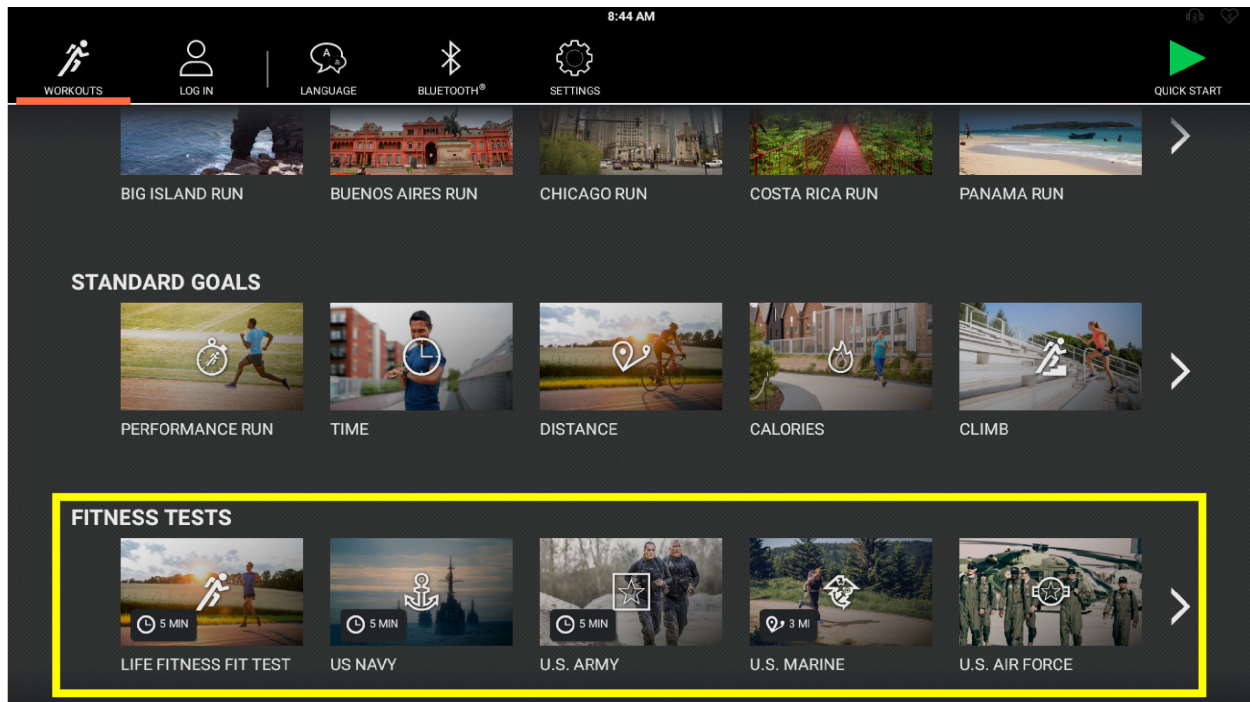 8:44 AM
WORKOUTS
LOG IN
LANGUAGE
BLUETOOTH®
SETTINGS
QUICK START
BIG ISLAND RUN
BUENOS AIRES RUN
CHICAGO RUN
COSTA RICA RUN
PANAMA RUN
STANDARD GOALS
PERFORMANCE RUN
TIME
DISTANCE
CALORIES
CLIMB
FITNESS TESTS
5 MIN
5 MIN
5 MIN
3 MI
LIFE FITNESS FIT TEST
US NAVY
U.S. ARMY
U.S. MARINE
U.S. AIR FORCE